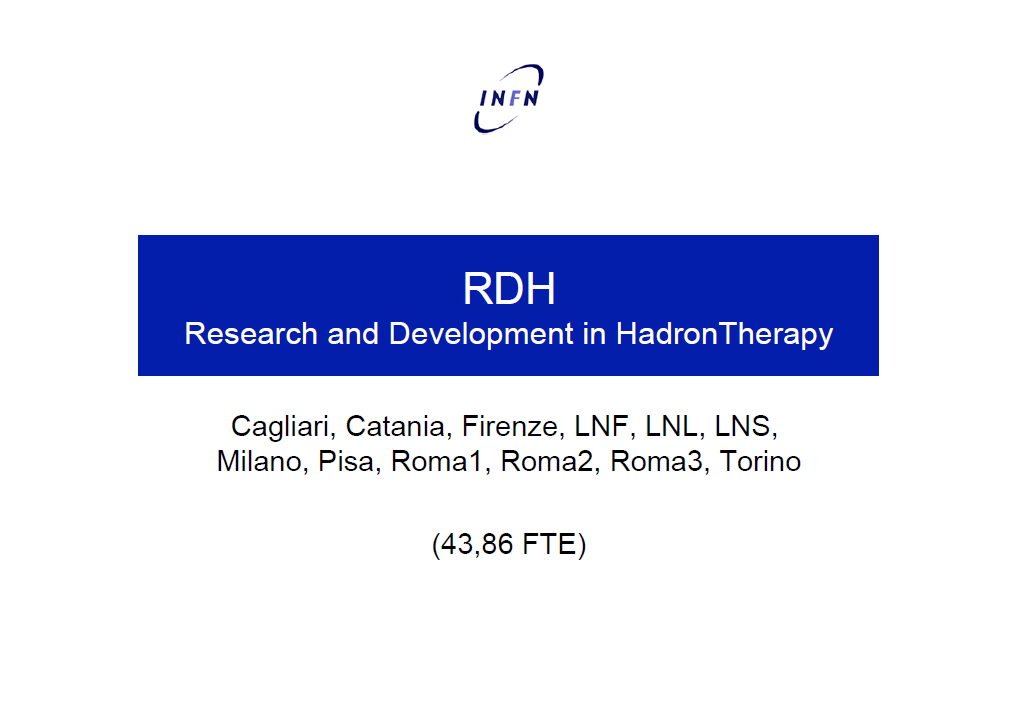 INFN
RDH
Research and Development in HadronTherapy
Cagliari, Catania, Firenze, LNF, LNL, LNS,
Milano, Pisa, Roma1, Roma2, Roma3, Torino
(43,86 FTE)